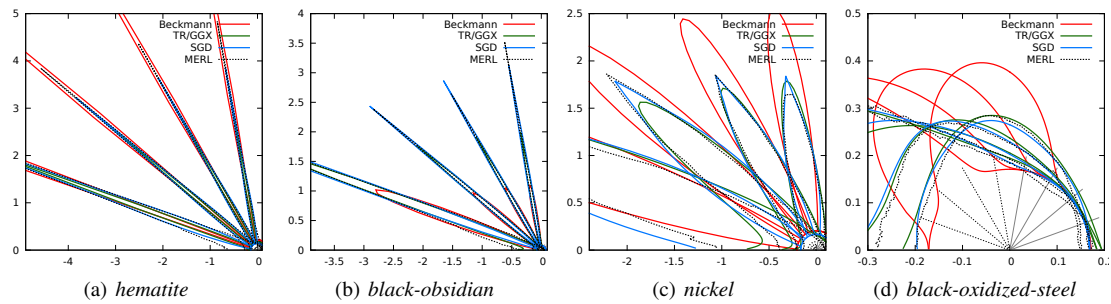 5
4
3
2
1
0
-4 -3 -2 -1 0
Beckmann
TR/GGX
SGD
MERL
(a) hematite
4
3.5
3
2.5
2
1.5
1
0.5
0
-3.5 -3 -2.5 -2 -1.5 -1 -0.5 0
Beckmann
TR/GGX
SGD
MERL
(b) black-obsidian
2.5
2
1.5
1
0.5
0
-2 -1.5 -1 -0.5 0
Beckmann
TR/GGX
SGD
MERL
(c) nickel
0.5
0.4
0.3
0.2
0.1
0
-0.3 -0.2 -0.1 0 0.1 0.2
Beckmann
TR/GGX
SGD
MERL
(d) black-oxidized-steel